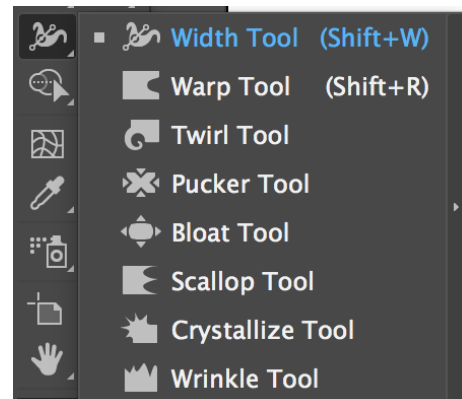 Width Tool (Shift+W)
Warp Tool (Shift+R)
Twirl Tool
Pucker Tool
Bloat Tool
Scallop Tool
Crystallize Tool
Wrinkle Tool